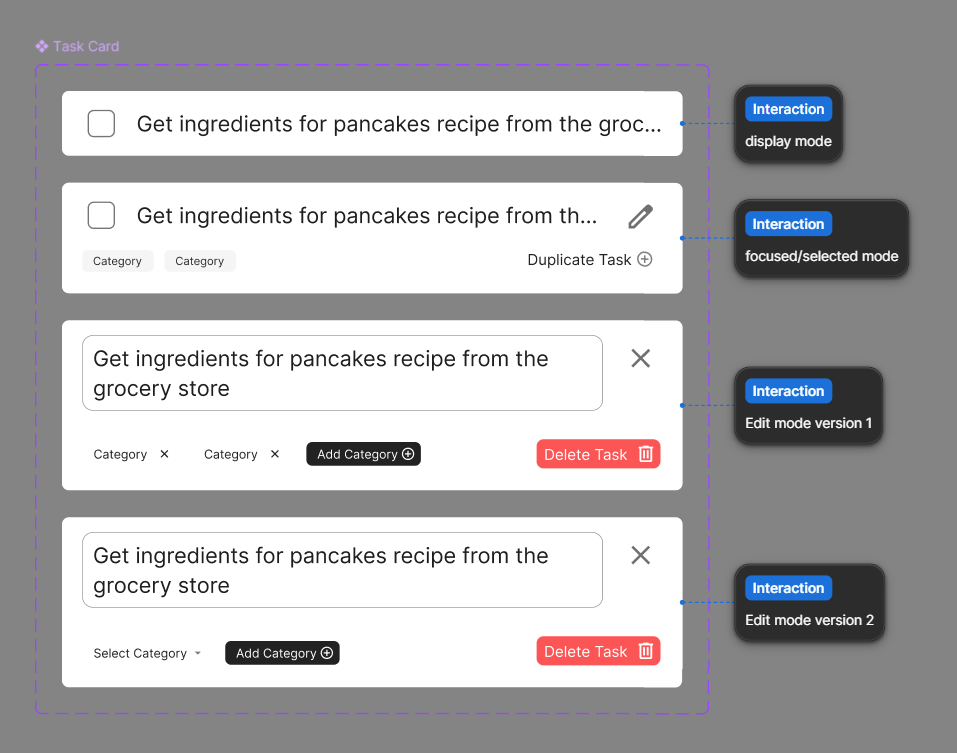 Task Card
Get ingredients for pancakes recipe from the groc...
Interaction
display mode
Get ingredients for pancakes recipe from th...
Category
Category
Duplicate Task
Interaction
focused/selected mode
Get ingredients for pancakes recipe from the
grocery store
Category
Category
Add Category
Delete Task
Interaction
Edit mode version 1
Get ingredients for pancakes recipe from the
grocery store
Select Category
Add Category
Delete Task
Interaction
Edit mode version 2